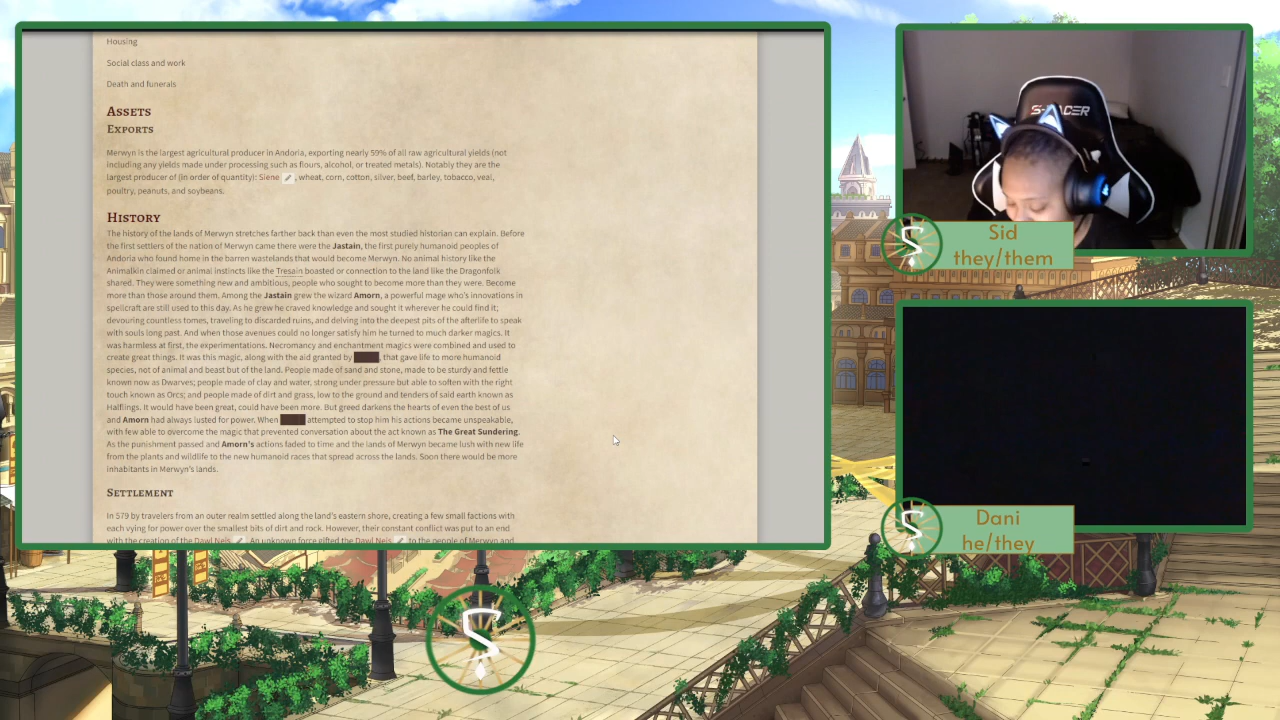 Housing
Social class and work
Death and funerals
ASSETS
EXPORTS
Merwyn is the largest agricultural producer in Andoria, exporting nearly 59% of all raw agricultural yields (not
including any yields made under processing such as flours, alcohol, or treated metals). Notably they are the
largest producer of (in order of quantity): Siene , wheat, corn, cotton, silver, beef, barley, tobacco, veal,
poultry, peanuts, and soybeans.
HISTORY
The history of the lands of Merwyn stretches farther back than even the most studied historian can explain. Before
the first settlers of the nation of Merwyn came there were the Jastain, the first purely humanoid peoples of
Andoria who found home in the barren wastelands that would become Merwyn. No animal history like the
Animalkin claimed or animal instincts like the Tresain boasted or connection to the land like the Dragonfolk
shared. They were something new and ambitious, people who sought to become more than they were. Become
more than those around them. Among the Jastain grew the wizard Amorn, a powerful mage who's innovations in
spellcraft are still used to this day. As he grew he craved knowledge and sought it wherever he could find it;
devouring countless tomes, traveling to discarded ruins, and delving into the deepest pits of the afterlife to speak
with souls long past. And when those avenues could no longer satisfy him he turned to much darker magics. It
was harmless at first, the experimentations. Necromancy and enchantment magics were combined and used to
create great things. It was this magic, along with the aid granted by , that gave life to more humanoid
species, not of animal and beast but of the land. People made of sand and stone, made to be sturdy and fettle
known now as Dwarves; people made of clay and water, strong under pressure but able to soften with the right
touch known as Orcs; and people made of dirt and grass, low to the ground and tenders of said earth known as
Halflings. It would have been great, could have been more. But greed darkens the hearts of even the best of us
and Amorn had always lusted for power. When attempted to stop him his actions became unspeakable,
with few able to overcome the magic that prevented conversation about the act known as The Great Sundering.
As the punishment passed and Amorn's actions faded to time and the lands of Merwyn became lush with new life
from the plants and wildlife to the new humanoid races that spread across the lands. Soon there would be more
inhabitants in Merwyn's lands.
SETTLEMENT
In 579 by travelers from an outer realm settled along the land's eastern shore, creating a few small factions with
each vying for power over the smallest bits of dirt and rock. However, their constant conflict was put to an end
with the creation of the Dawl Neis . An unknown force gifted the Dawl Neis to the people of Merwyn and
S-RACER
Sid
they/them
Dani
he/they
S